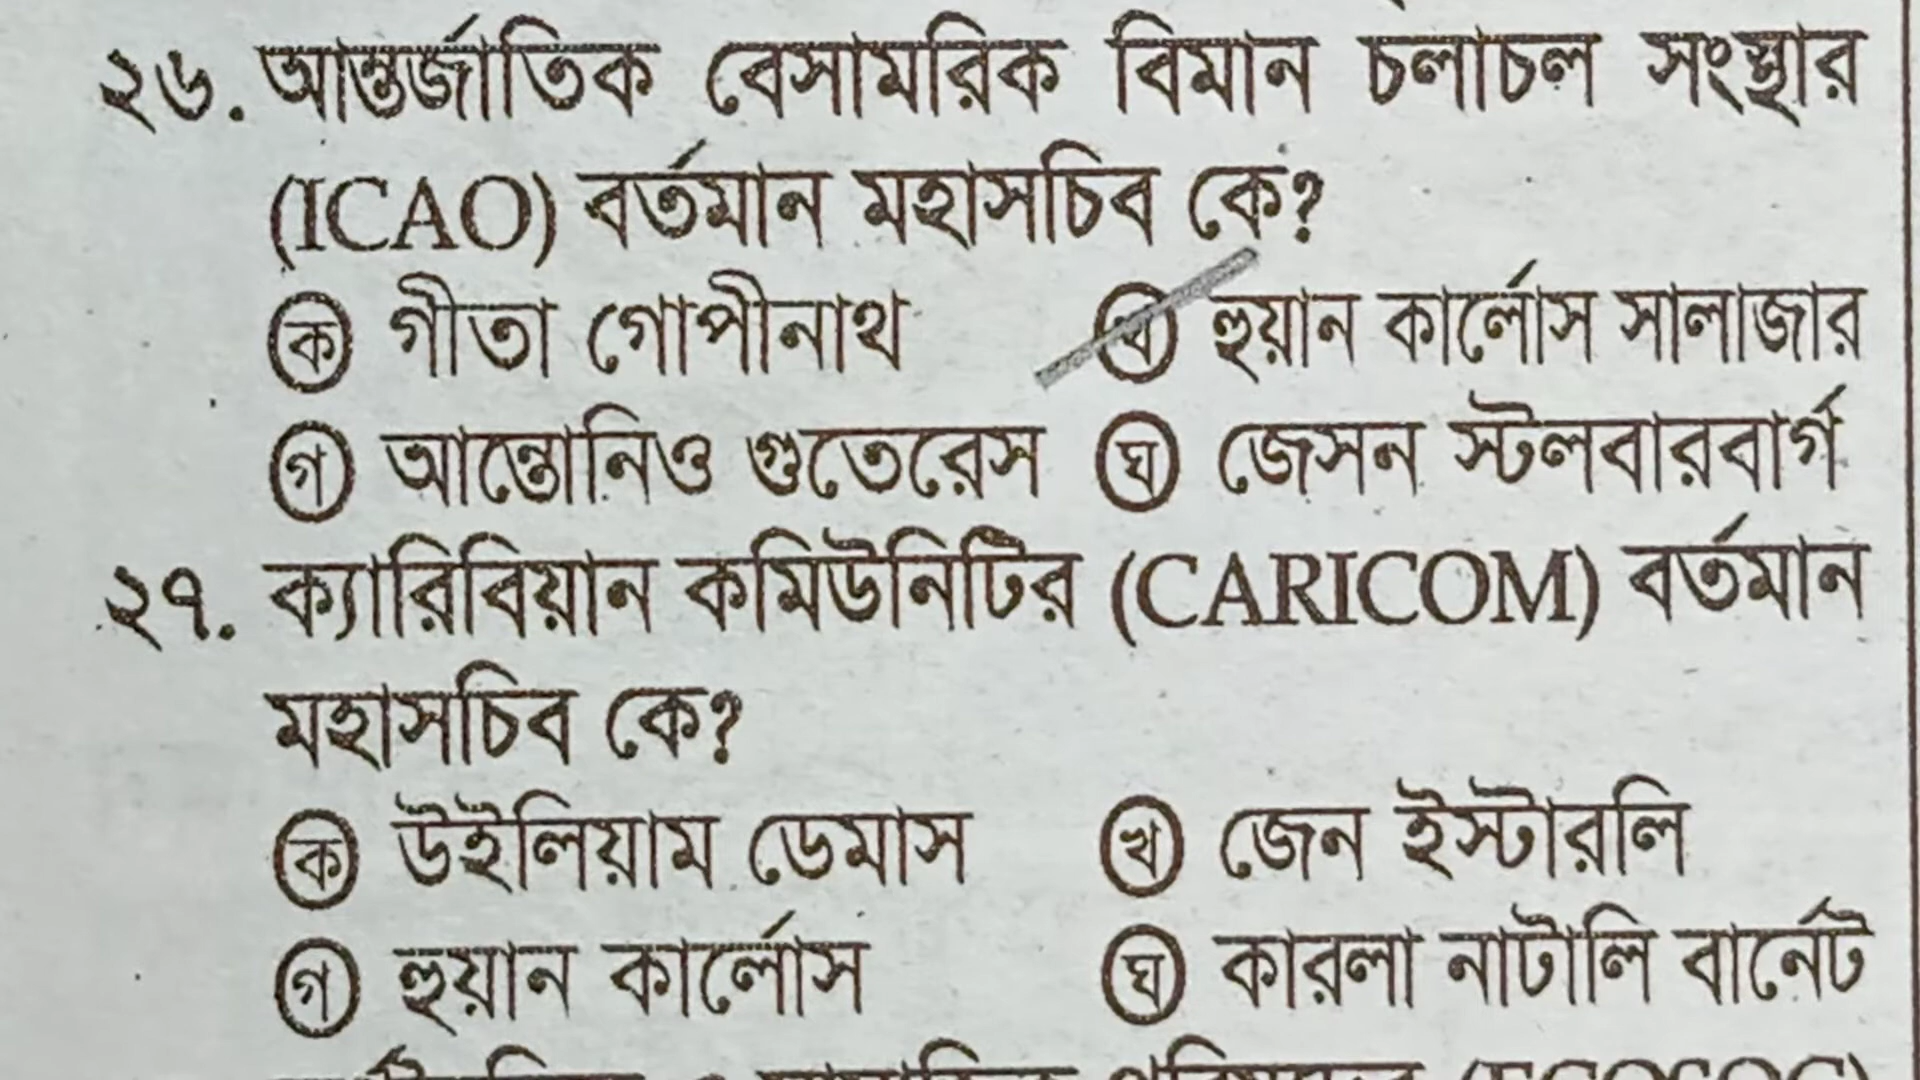 ২৬. আন্তর্জাতিক বেসামরিক বিমান চলাচল সংস্থার
(ICAO) বর্তমান মহাসচিব কে?
ক গীতা গোপীনাথ খ হুয়ান কার্লোস সালাজার
গ আন্তোনিও গুতেরেস ঘ জেসন স্টলবারবার্গ
২৭. ক্যারিবিয়ান কমিউনিটির (CARICOM) বর্তমান
মহাসচিব কে?
ক উইলিয়াম ডেমাস খ জেন ইস্টারলি
গ হুয়ান কার্লোস ঘ কারলা নাটালি বার্নেট